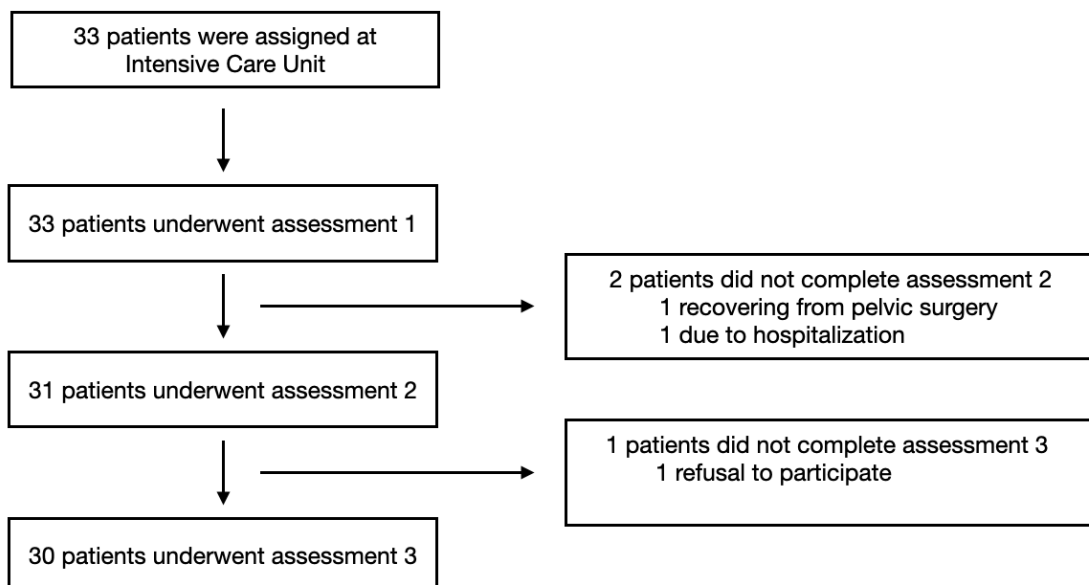 33 patients were assigned at
Intensive Care Unit
33 patients underwent assessment 1
2 patients did not complete assessment 2
1 recovering from pelvic surgery
1 due to hospitalization
31 patients underwent assessment 2
1 patients did not complete assessment 3
1 refusal to participate
30 patients underwent assessment 3